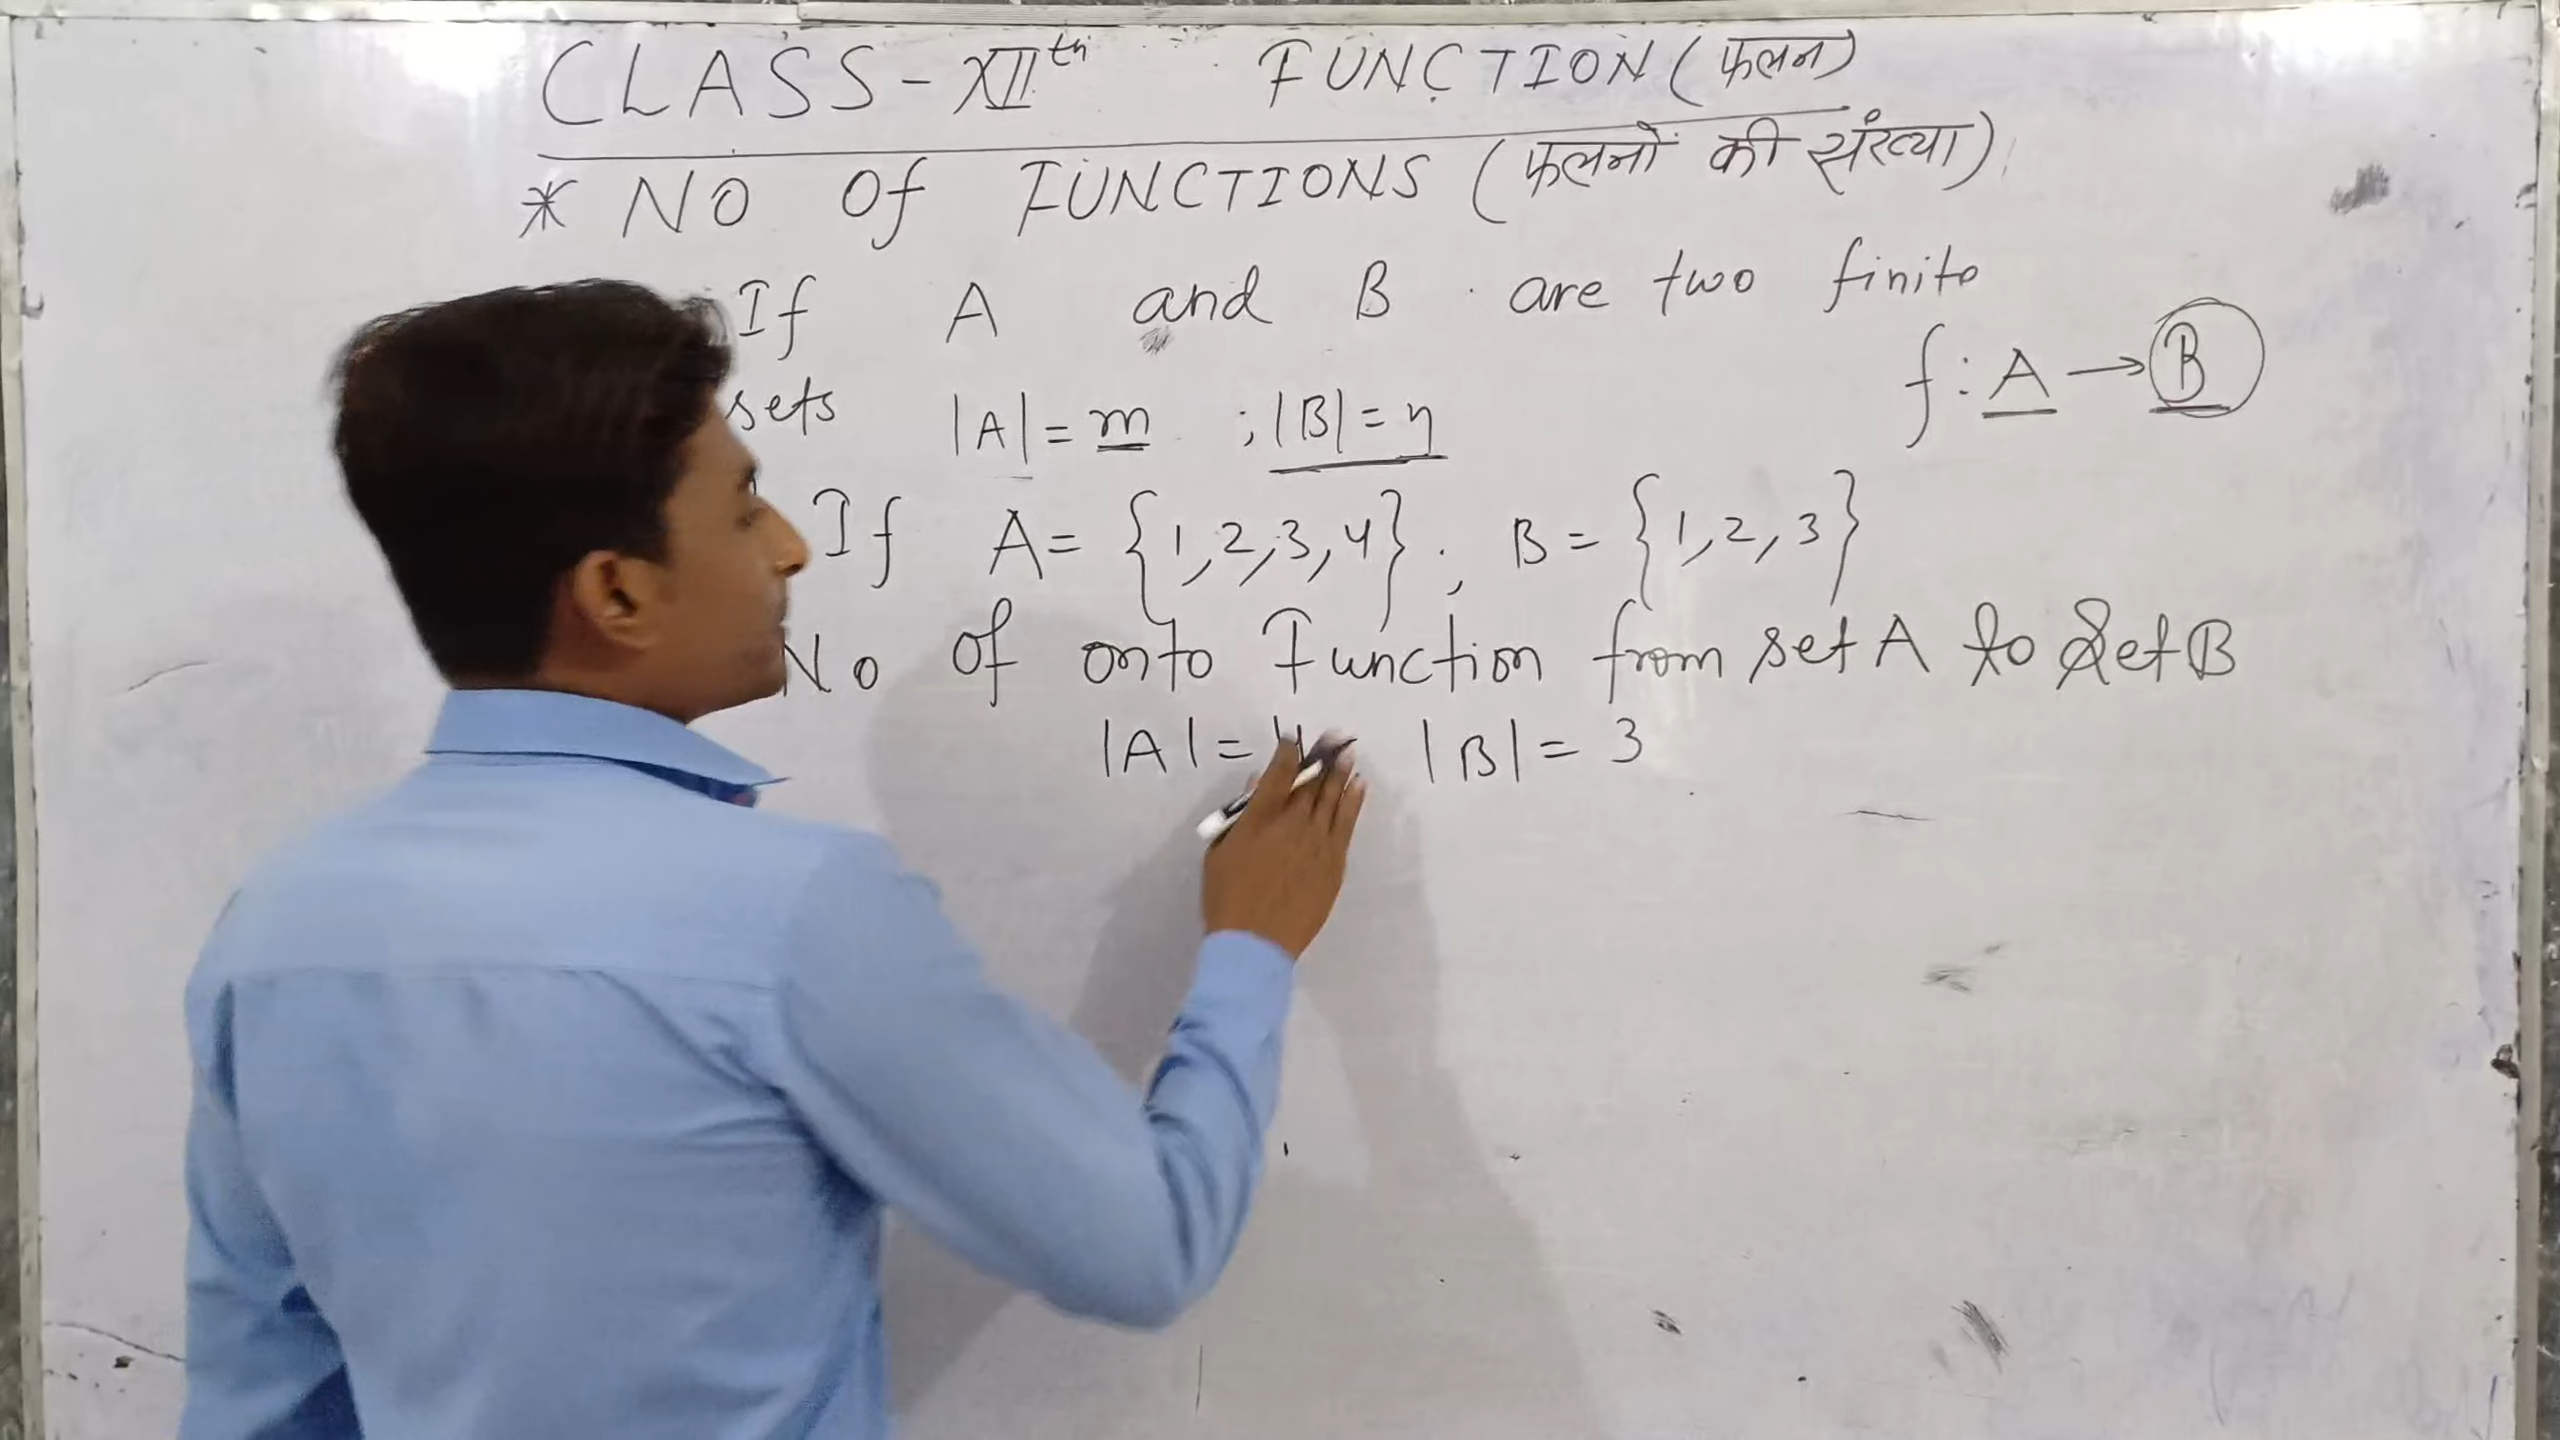 CLASS-XIIth FUNCTION (फलन)
* NO Of FUNCTIONS (फलनों की संख्या)
If A and B are two finite
f: A → B
sets |A| = m ; |B| = n
If A = {1,2,3,4} ; B = {1,2,3}
No of onto Function from set A to Set B
|A| = 4 |B| = 3